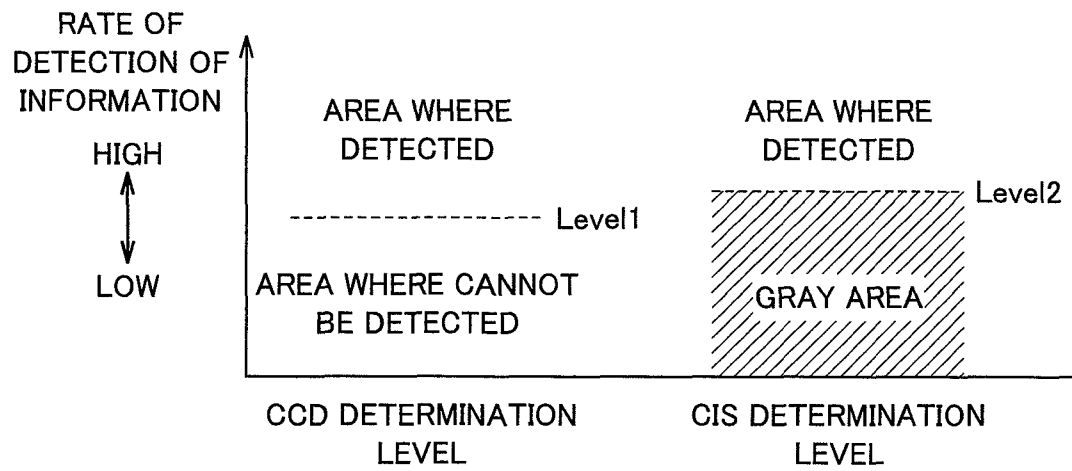 RATE OF
DETECTION OF
INFORMATION
HIGH
LOW
AREA WHERE
DETECTED
Level1
AREA WHERE CANNOT
BE DETECTED
AREA WHERE
DETECTED
Level2
GRAY AREA
CCD DETERMINATION
LEVEL
CIS DETERMINATION
LEVEL